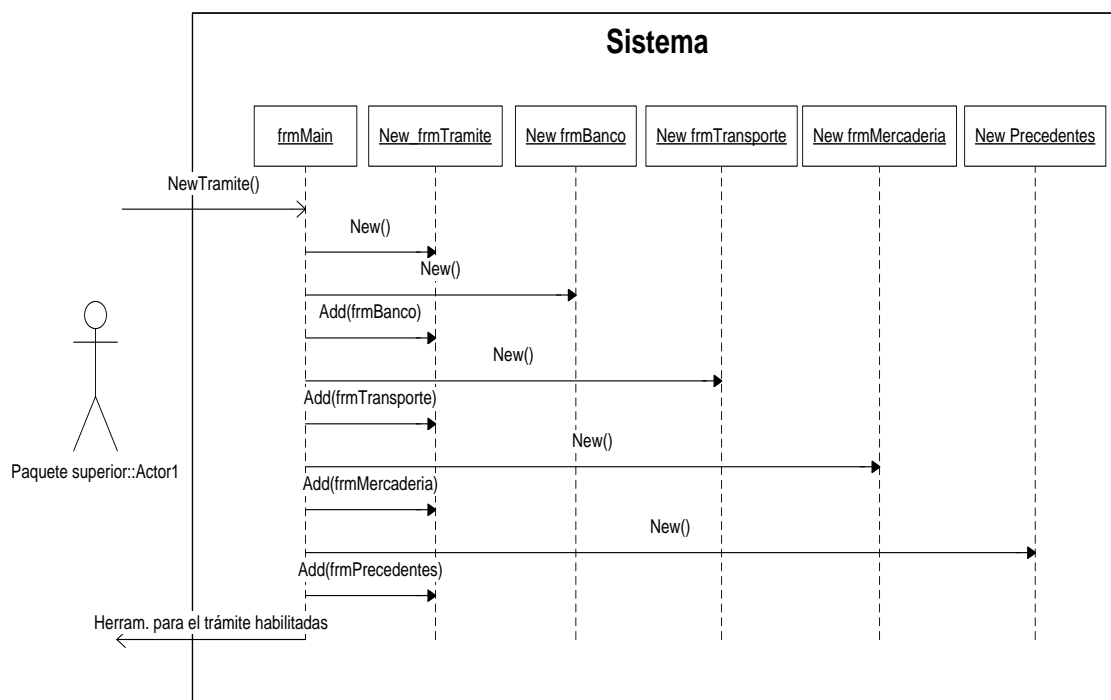 Sistema
frmMain
New_frmTramite
New frmBanco
New frmTransporte
New frmMercaderia
New Precedentes
NewTramite()
New()
New()
Add(frmBanco)
New()
Add(frmTransporte)
New()
Paquete superior::Actor1
Add(frmMercaderia)
New()
Add(frmPrecedentes)
Herram. para el trámite habilitadas